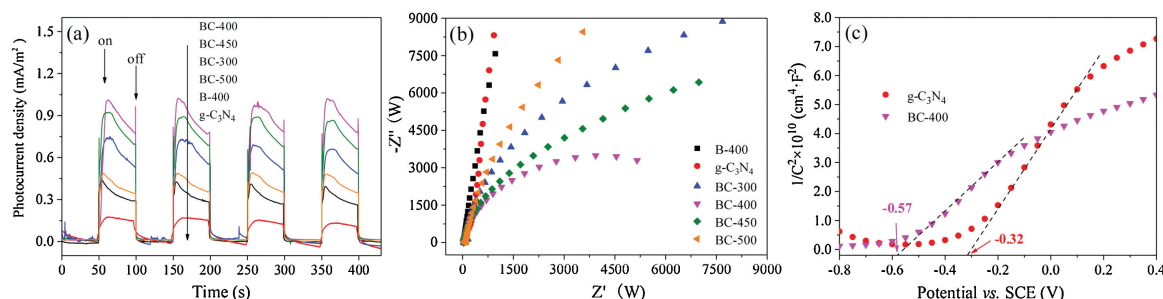 (a)
on
off
BC-400
BC-450
BC-300
BC-500
B-400
g-C₃N₄
Photocurrent density (mA/m²)
1.5
1.2
0.9
0.6
0.3
0.0
0 50 100 150 200 250 300 350 400
Time (s)
(b)
-Z'' (W)
9000
7500
6000
4500
3000
1500
0
B-400
g-C₃N₄
BC-300
BC-400
BC-450
BC-500
0 1500 3000 4500 6000 7500 9000
Z' (W)
(c)
1/C²×10¹⁰ (cm⁴·F²)
8.0
7.0
6.0
5.0
4.0
3.0
2.0
1.0
0.0
g-C₃N₄
BC-400
-0.57
-0.32
-0.8 -0.6 -0.4 -0.2 0.0 0.2 0.4
Potential vs. SCE (V)